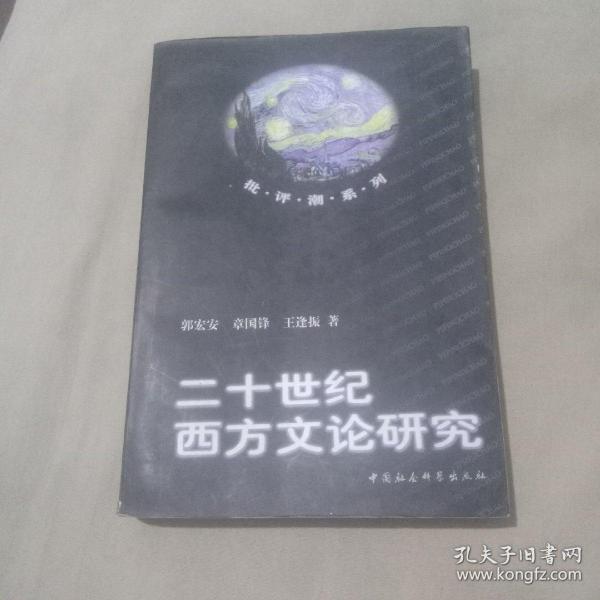 批·评·潮·系·列
郭宏安 章国锋 王逢振 著
二十世纪
西方文论研究
中国社会科学出版社
孔夫子旧书网
www.kongfz.com